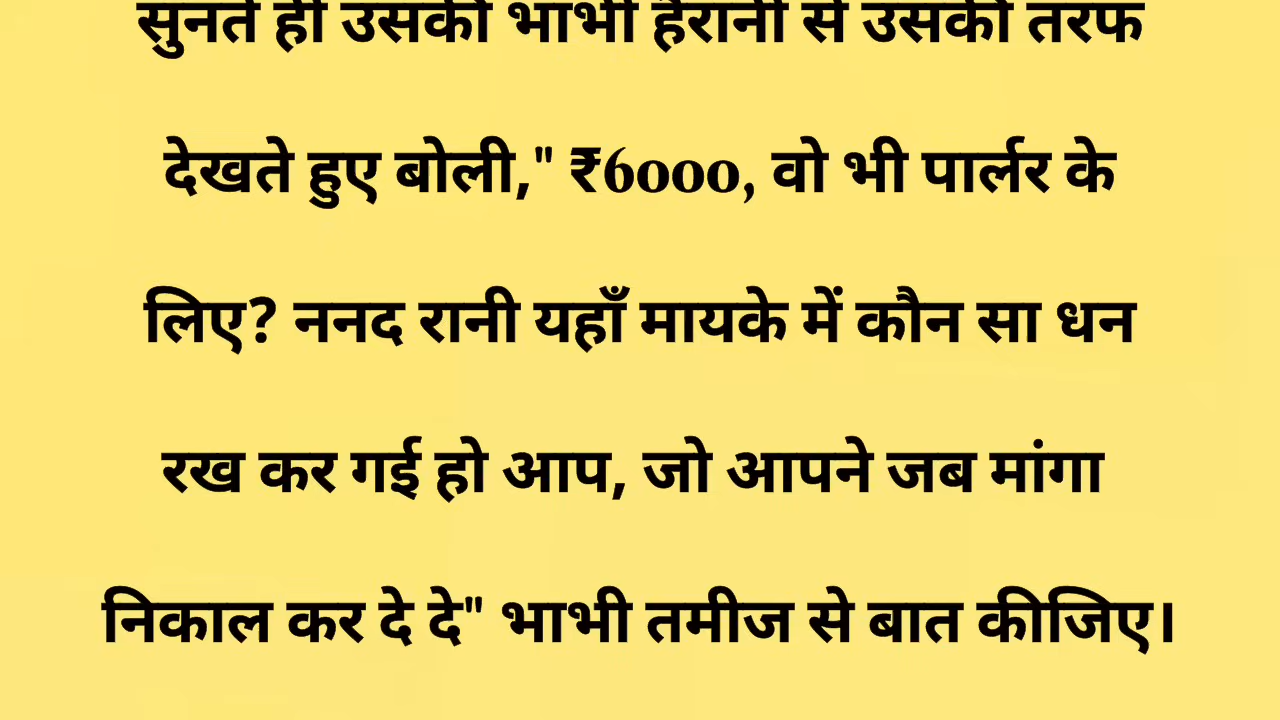 सुनते ही उसकी भाभी हैरानी से उसकी तरफ
देखते हुए बोली," ₹6000, वो भी पार्लर के
लिए? ननद रानी यहाँ मायके में कौन सा धन
रख कर गई हो आप, जो आपने जब मांगा
निकाल कर दे दे" भाभी तमीज से बात कीजिए।